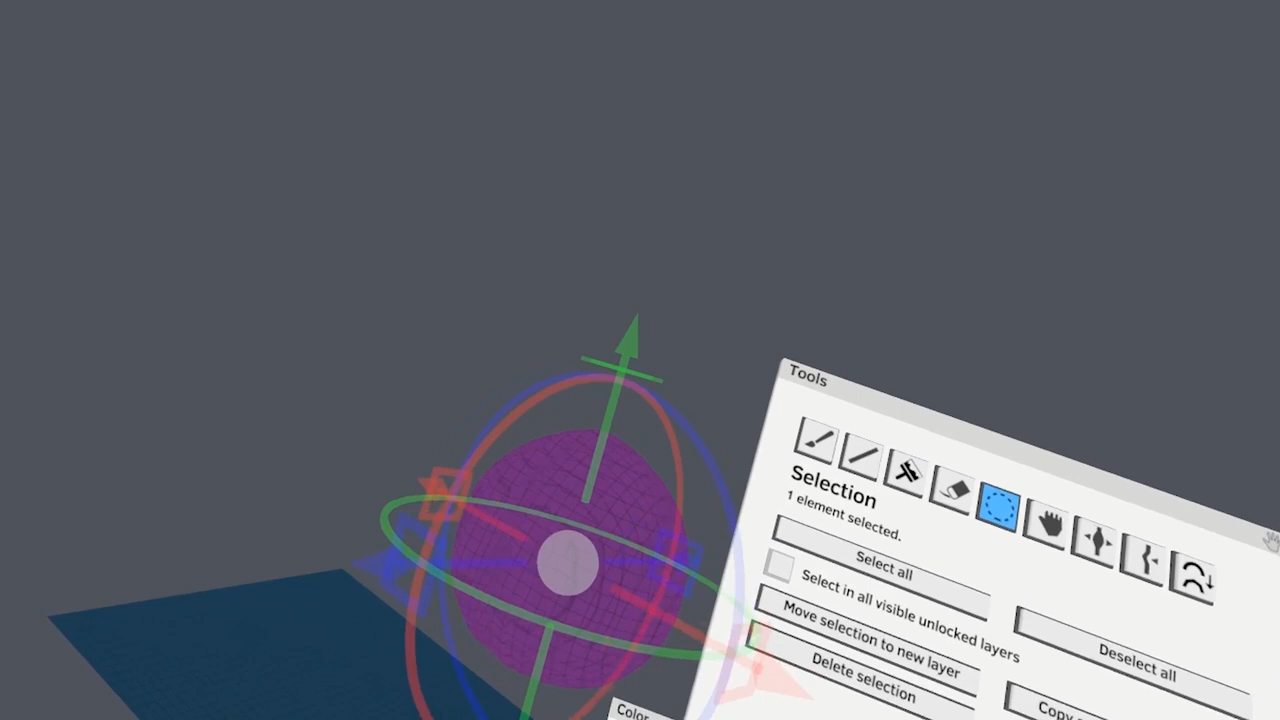 Tools
Selection
1 element selected.
Select all
Select in all visible unlocked layers
Deselect all
Move selection to new layer
Delete selection
Copy
Color